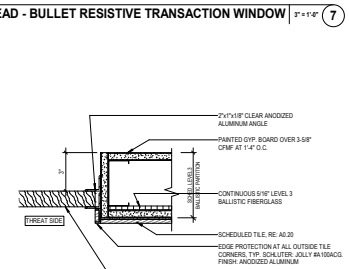 EAD - BULLET RESISTIVE TRANSACTION WINDOW
3" = 1'-0"
7
2"x1"x1/8" CLEAR ANODIZED
ALUMINUM ANGLE
PAINTED GYP. BOARD OVER 3-5/8"
CFMF AT 1'-4" O.C.
3"
SCHED LEVEL 3
BALLISTIC PARTITION
CONTINUOUS 5/16" LEVEL 3
BALLISTIC FIBERGLASS
THREAT SIDE
SCHEDULED TILE, RE: A0.20
EDGE PROTECTION AT ALL OUTSIDE TILE
CORNERS, TYP. SCHLUTER: JOLLY #A100ACG.
FINISH: ANODIZED ALUMINUM